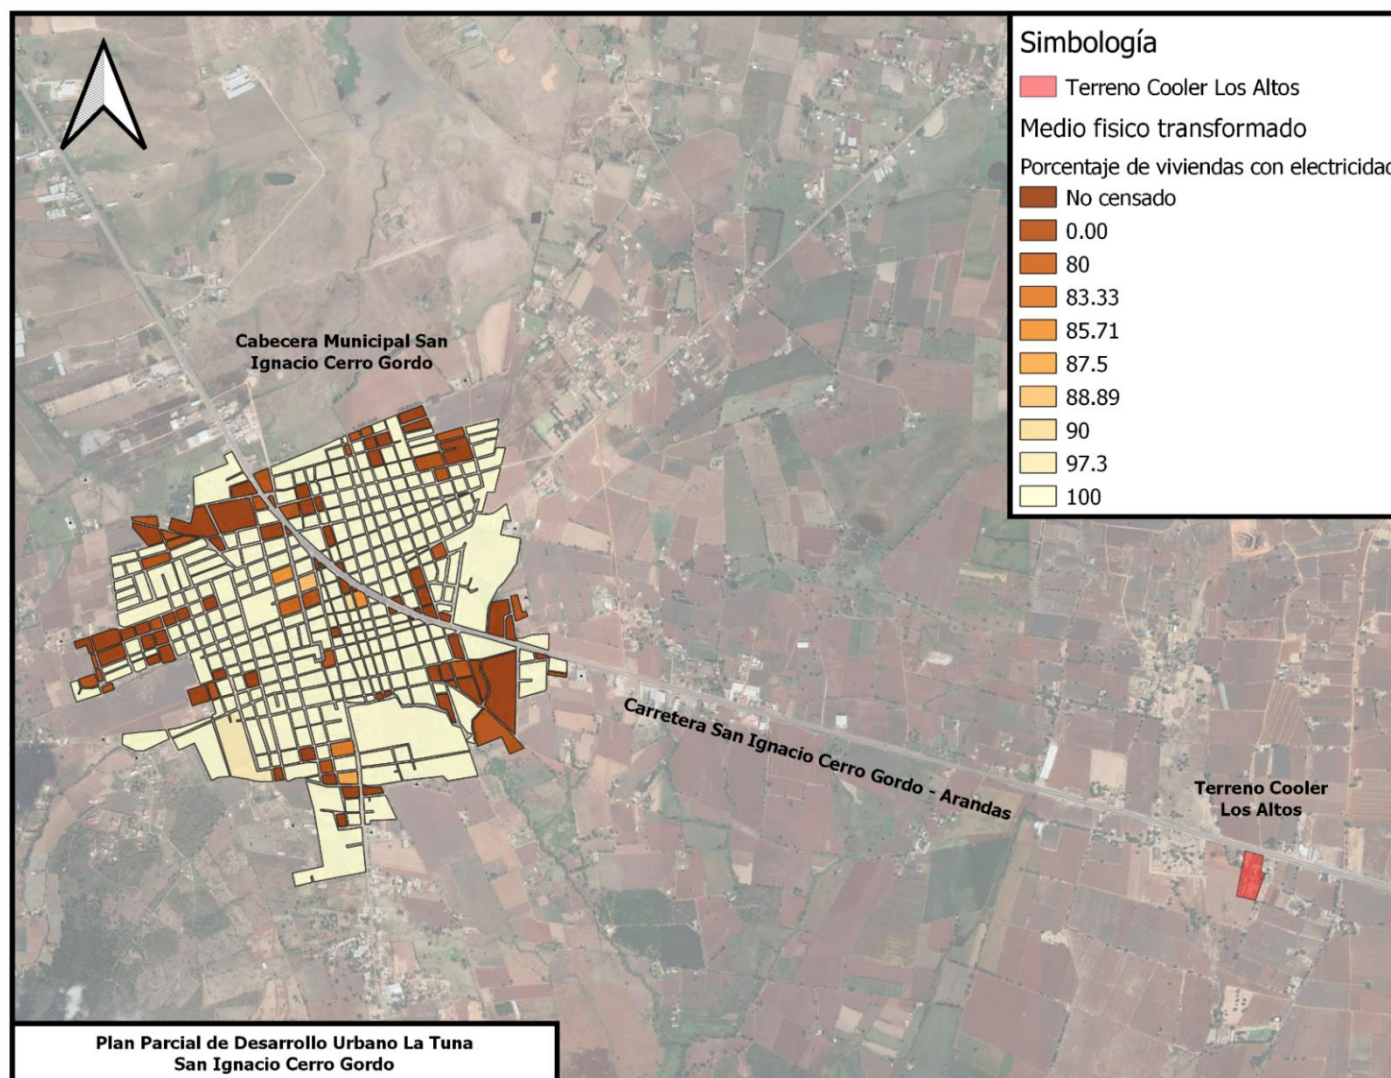 Simbología
Terreno Cooler Los Altos
Medio fisico transformado
Porcentaje de viviendas con electricidad
No censado
0.00
80
83.33
85.71
87.5
88.89
90
97.3
100
Cabecera Municipal San
Ignacio Cerro Gordo
Carretera San Ignacio Cerro Gordo - Arandas
Terreno Cooler
Los Altos
Plan Parcial de Desarrollo Urbano La Tuna
San Ignacio Cerro Gordo